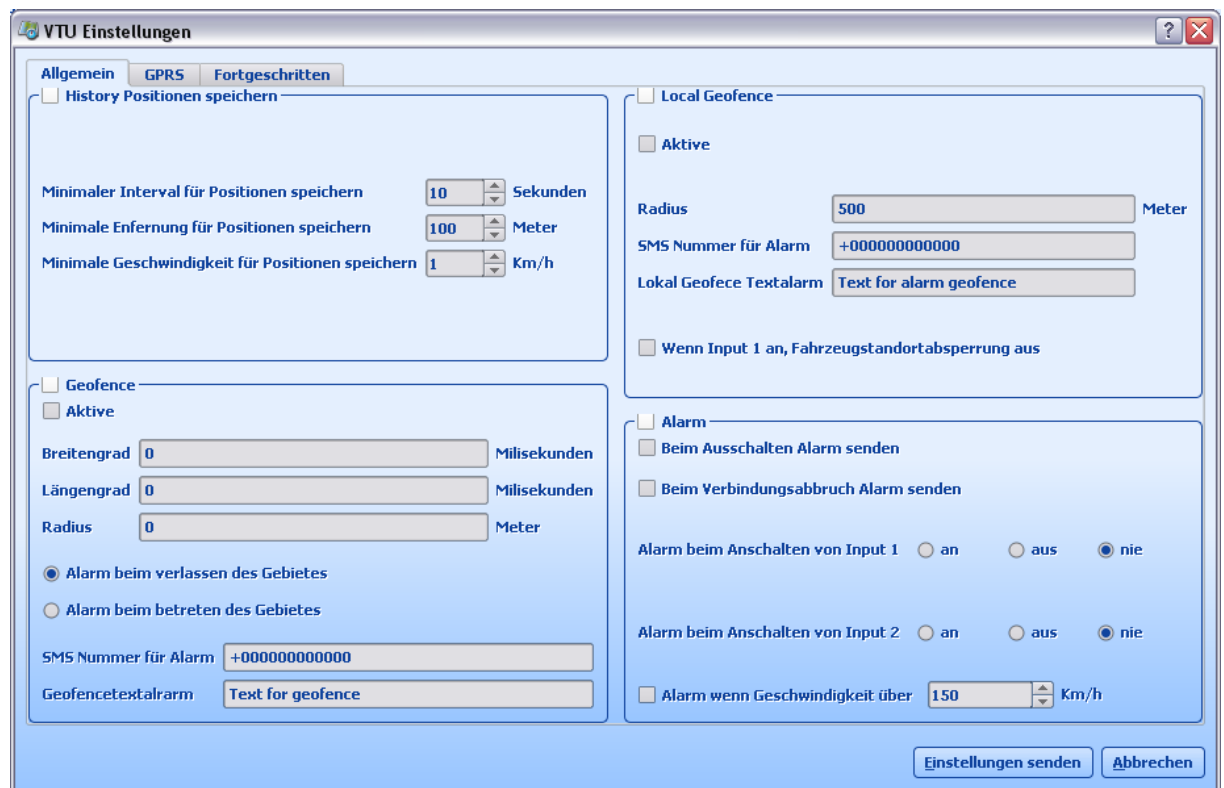 VTU Einstellungen
?
Allgemein GPRS Fortgeschritten
History Positionen speichern
Minimaler Interval für Positionen speichern 10 Sekunden
Minimale Enfernung für Positionen speichern 100 Meter
Minimale Geschwindigkeit für Positionen speichern 1 Km/h
Geofence
Aktive
Breitengrad 0 Milisekunden
Längengrad 0 Milisekunden
Radius 0 Meter
Alarm beim verlassen des Gebietes
Alarm beim betreten des Gebietes
SMS Nummer für Alarm +000000000000
Geofencetextalrarm Text for geofence
Local Geofence
Aktive
Radius 500 Meter
SMS Nummer für Alarm +000000000000
Lokal Geofece Textalarm Text for alarm geofence
Wenn Input 1 an, Fahrzeugstandortabsperrung aus
Alarm
Beim Ausschalten Alarm senden
Beim Verbindungsabbruch Alarm senden
Alarm beim Anschalten von Input 1 an aus nie
Alarm beim Anschalten von Input 2 an aus nie
Alarm wenn Geschwindigkeit über 150 Km/h
Einstellungen senden Abbrechen